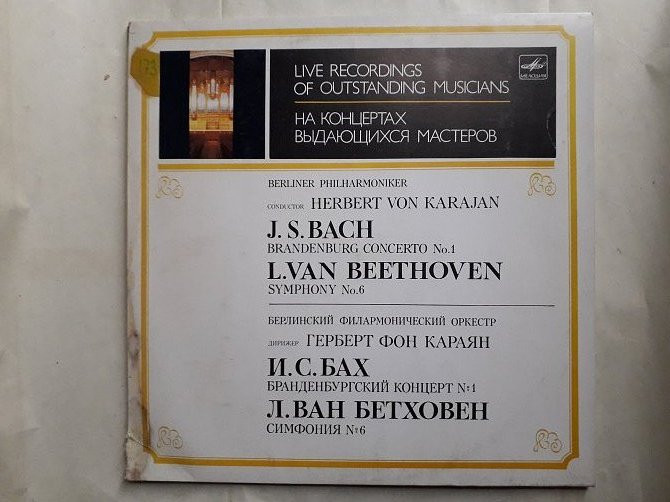 173
МЕЛОДИЯ
LIVE RECORDINGS
OF OUTSTANDING MUSICIANS
НА КОНЦЕРТАХ
ВЫДАЮЩИХСЯ МАСТЕРОВ
BERLINER PHILHARMONIKER
CONDUCTOR HERBERT VON KARAJAN
J. S. BACH
BRANDENBURG CONCERTO No. 1
L. VAN BEETHOVEN
SYMPHONY No. 6
БЕРЛИНСКИЙ ФИЛАРМОНИЧЕСКИЙ ОРКЕСТР
ДИРИЖЕР ГЕРБЕРТ ФОН КАРАЯН
И. С. БАХ
БРАНДЕНБУРГСКИЙ КОНЦЕРТ №1
Л. ВАН БЕТХОВЕН
СИМФОНИЯ №6